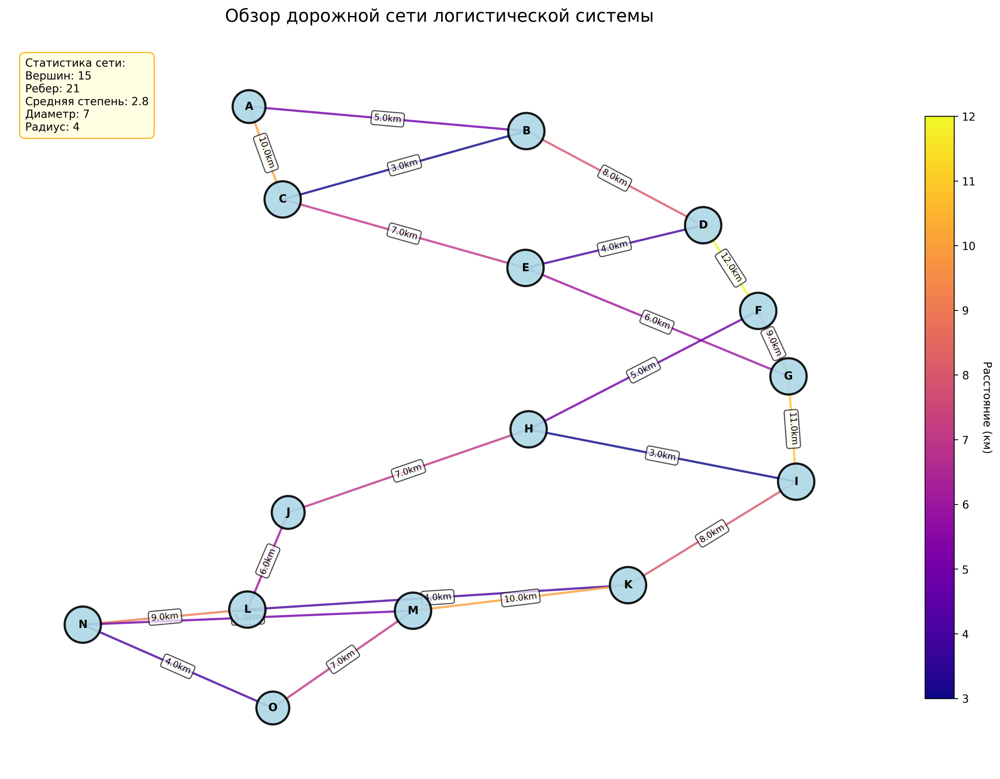 Обзор дорожной сети логистической системы
Статистика сети:
Вершин: 15
Ребер: 21
Средняя степень: 2.8
Диаметр: 7
Радиус: 4
A
5.0km
B
10.0km
3.0km
8.0km
C
7.0km
D
4.0km
E
12.0km
F
6.0km
9.0km
5.0km
G
H
11.0km
3.0km
7.0km
I
J
8.0km
6.0km
K
4.0km
10.0km
L
M
9.0km
5.0km
N
7.0km
4.0km
O
12
11
10
9
8
7
6
5
4
3
Расстояние (км)